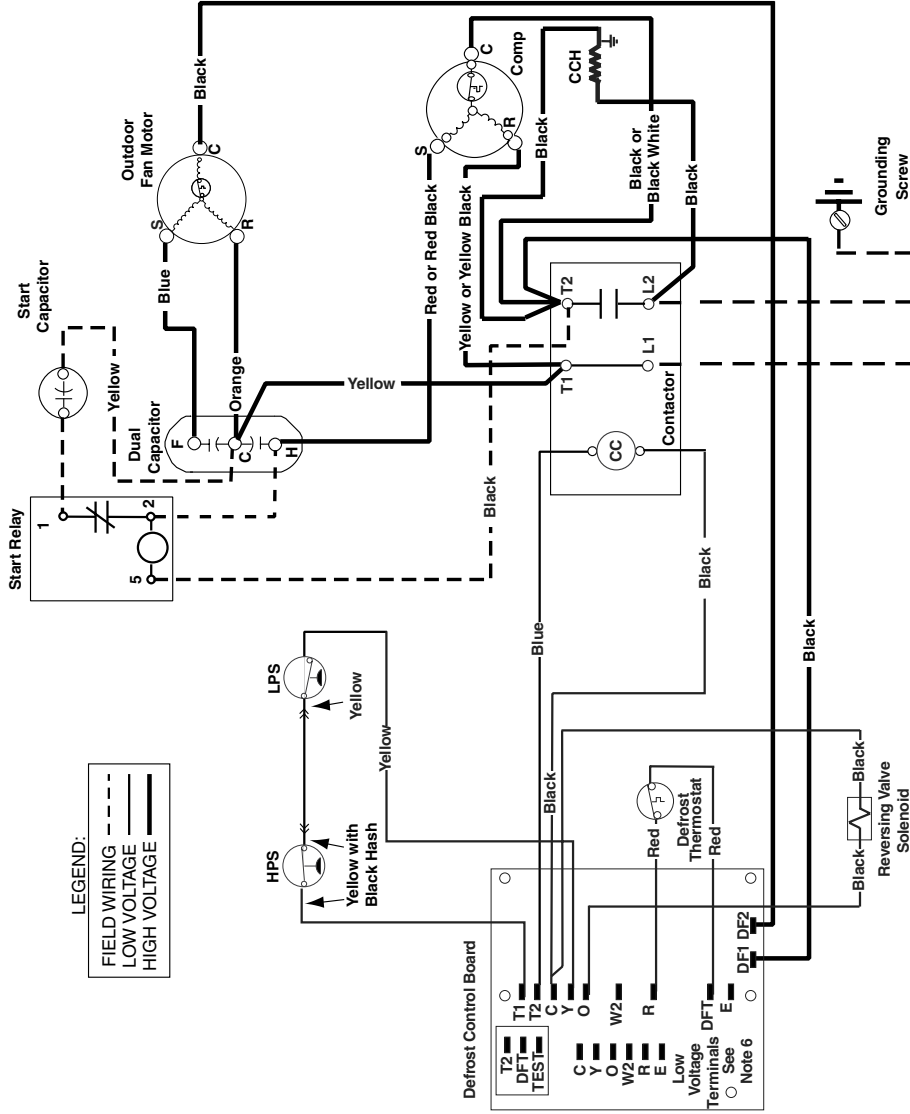 LEGEND:
FIELD WIRING
LOW VOLTAGE
HIGH VOLTAGE
Start Relay
1
2
5
Start
Capacitor
Yellow
Dual
Capacitor
F
C
H
Outdoor
Fan Motor
S
C
R
Black
Blue
Orange
Comp
S
C
R
CCH
Black
Black or
Black White
Black
Red or Red Black
Yellow or Yellow Black
Yellow
Black
T2
L2
T1
L1
Contactor
CC
Grounding
Screw
HPS
LPS
Yellow
Yellow with
Black Hash
Yellow
Blue
Black
Black
Black
Black
Black
Reversing Valve
Solenoid
Red
Defrost
Thermostat
Red
Defrost Control Board
T2
DFT
TEST
T1
T2
C
Y
O
W2
R
DFT
E
C
Y
O
W2
R
E
Low
Voltage
Terminals
See
Note 6
DF1
DF2